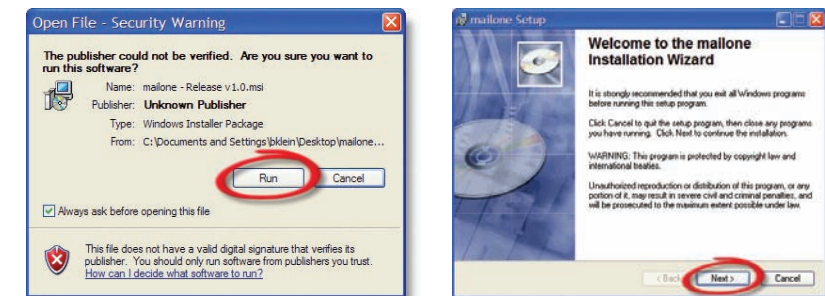 Open File - Security Warning
The publisher could not be verified. Are you sure you want to
run this software?
Name: mailone - Release v1.0.msi
Publisher: Unknown Publisher
Type: Windows Installer Package
From: C:\Documents and Settings\bklein\Desktop\mailone...
Run
Cancel
Always ask before opening this file
This file does not have a valid digital signature that verifies its
publisher. You should only run software from publishers you trust.
How can I decide what software to run?
mailone Setup
Welcome to the mailone
Installation Wizard
It is strongly recommended that you exit all Windows programs
before running this setup program.
Click Cancel to quit the setup program, then close any programs
you have running. Click Next to continue the installation.
WARNING: This program is protected by copyright law and
international treaties.
Unauthorized reproduction or distribution of this program, or any
portion of it, may result in severe civil and criminal penalties, and
will be prosecuted to the maximum extent possible under law.
< Back
Next >
Cancel